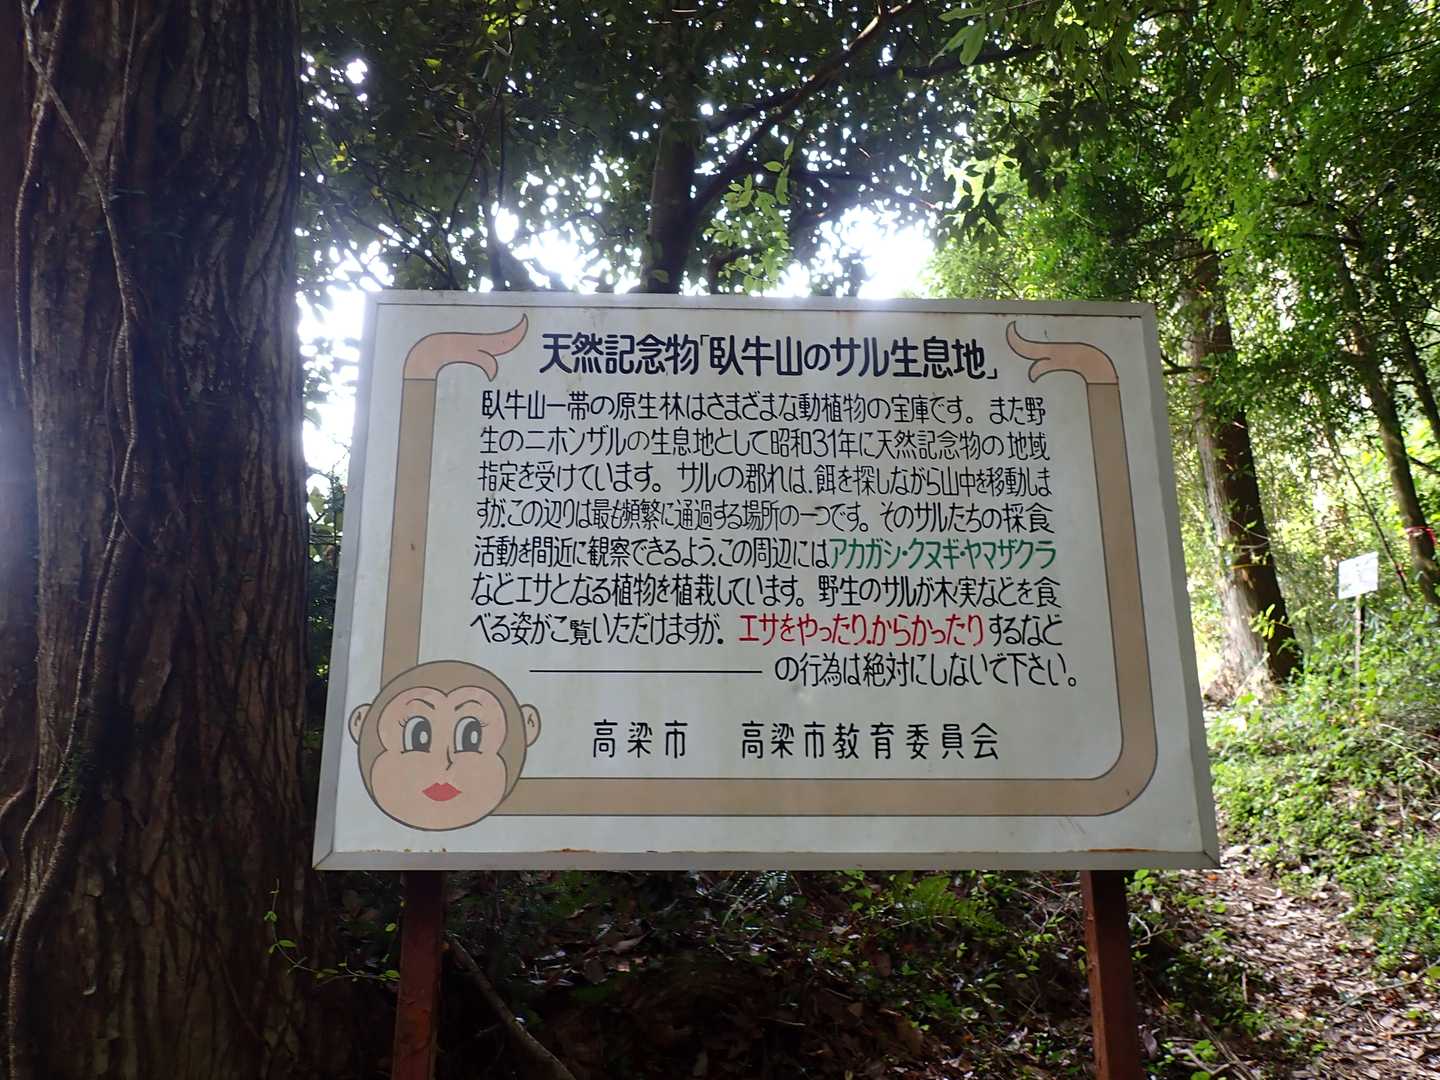 天然記念物「臥牛山のサル生息地」
臥牛山一帯の原生林はさまざまな動植物の宝庫です。また野
生のニホンザルの生息地として昭和31年に天然記念物の地域
指定を受けています。サルの郡れは、餌を探しながら山中を移動しま
すが、この辺りは最も頻繁に通過する場所の一つです。そのサルたちの採食
活動を間近に観察できるよう、この周辺にはアカガシ・クヌギ・ヤマザクラ
などエサとなる植物を植栽しています。野生のサルが木実などを食
べる姿がご覧いただけますが、エサをやったり、からかったりするなど
の行為は絶対にしないで下さい。
高梁市 高梁市教育委員会